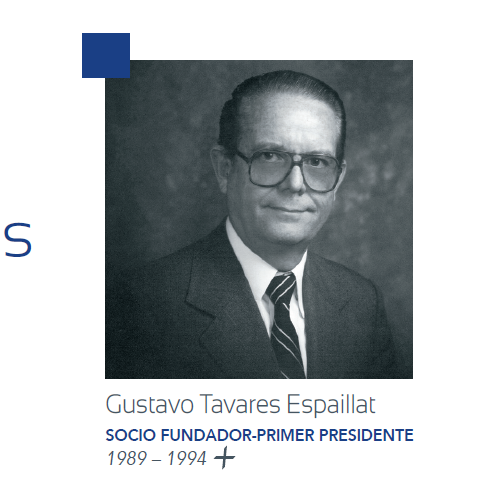 s
Gustavo Tavares Espaillat
SOCIO FUNDADOR-PRIMER PRESIDENTE
1989 – 1994